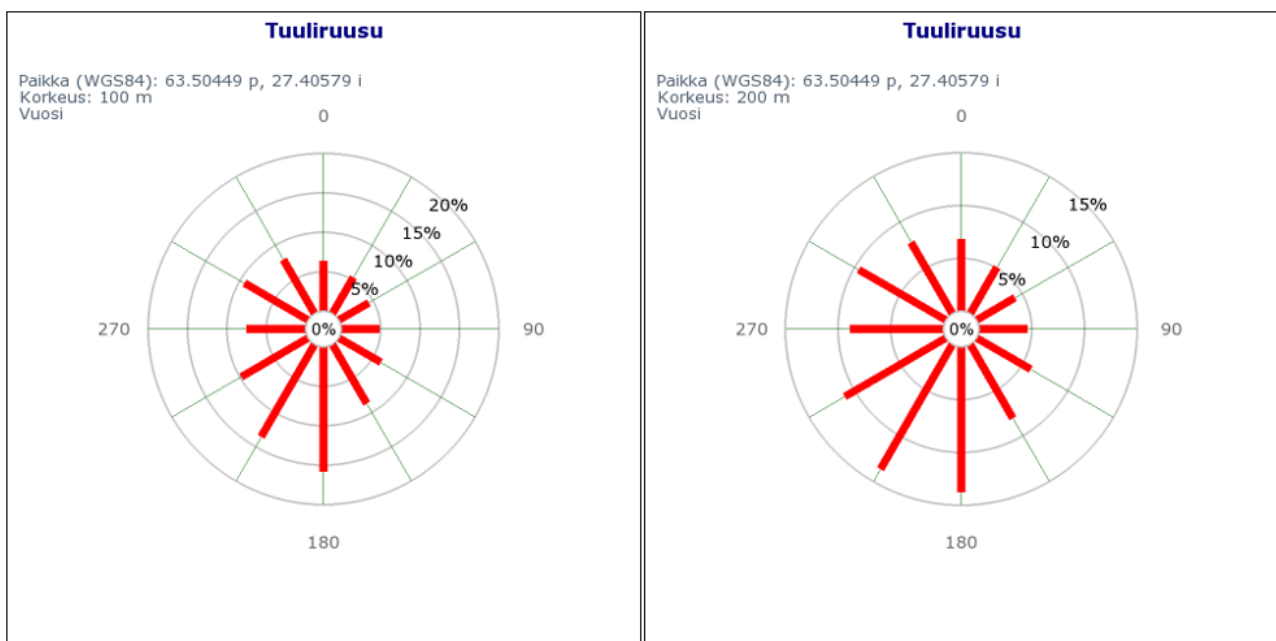 Tuuliruusu
Paikka (WGS84): 63.50449 p, 27.40579 i
Korkeus: 100 m
Vuosi
0
20%
15%
10%
5%
270
0%
90
180
Tuuliruusu
Paikka (WGS84): 63.50449 p, 27.40579 i
Korkeus: 200 m
Vuosi
0
15%
10%
5%
270
0%
90
180